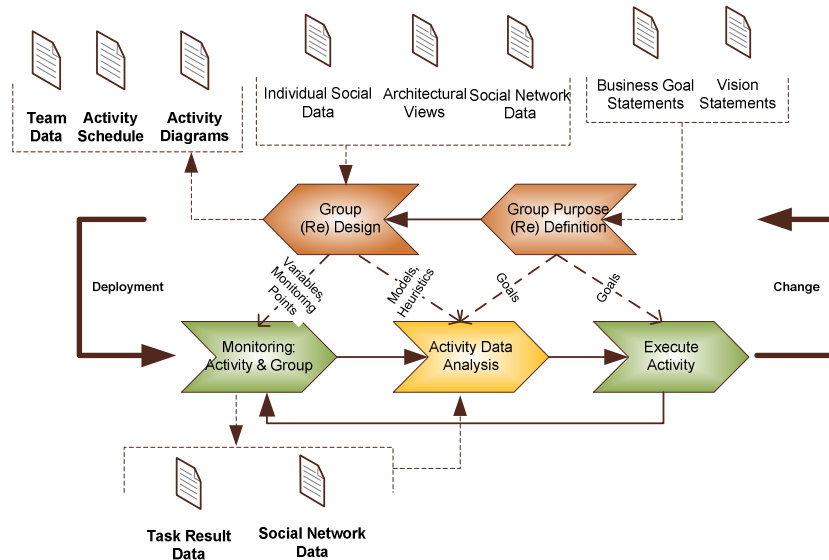 Team
Data
Activity
Schedule
Activity
Diagrams
Individual Social
Data
Architectural
Views
Social Network
Data
Business Goal
Statements
Vision
Statements
Group
(Re) Design
Group Purpose
(Re) Definition
Deployment
Variables,
Monitoring
Points
Models,
Heuristics
Goals
Goals
Change
Monitoring:
Activity & Group
Activity Data
Analysis
Execute
Activity
Task Result
Data
Social Network
Data